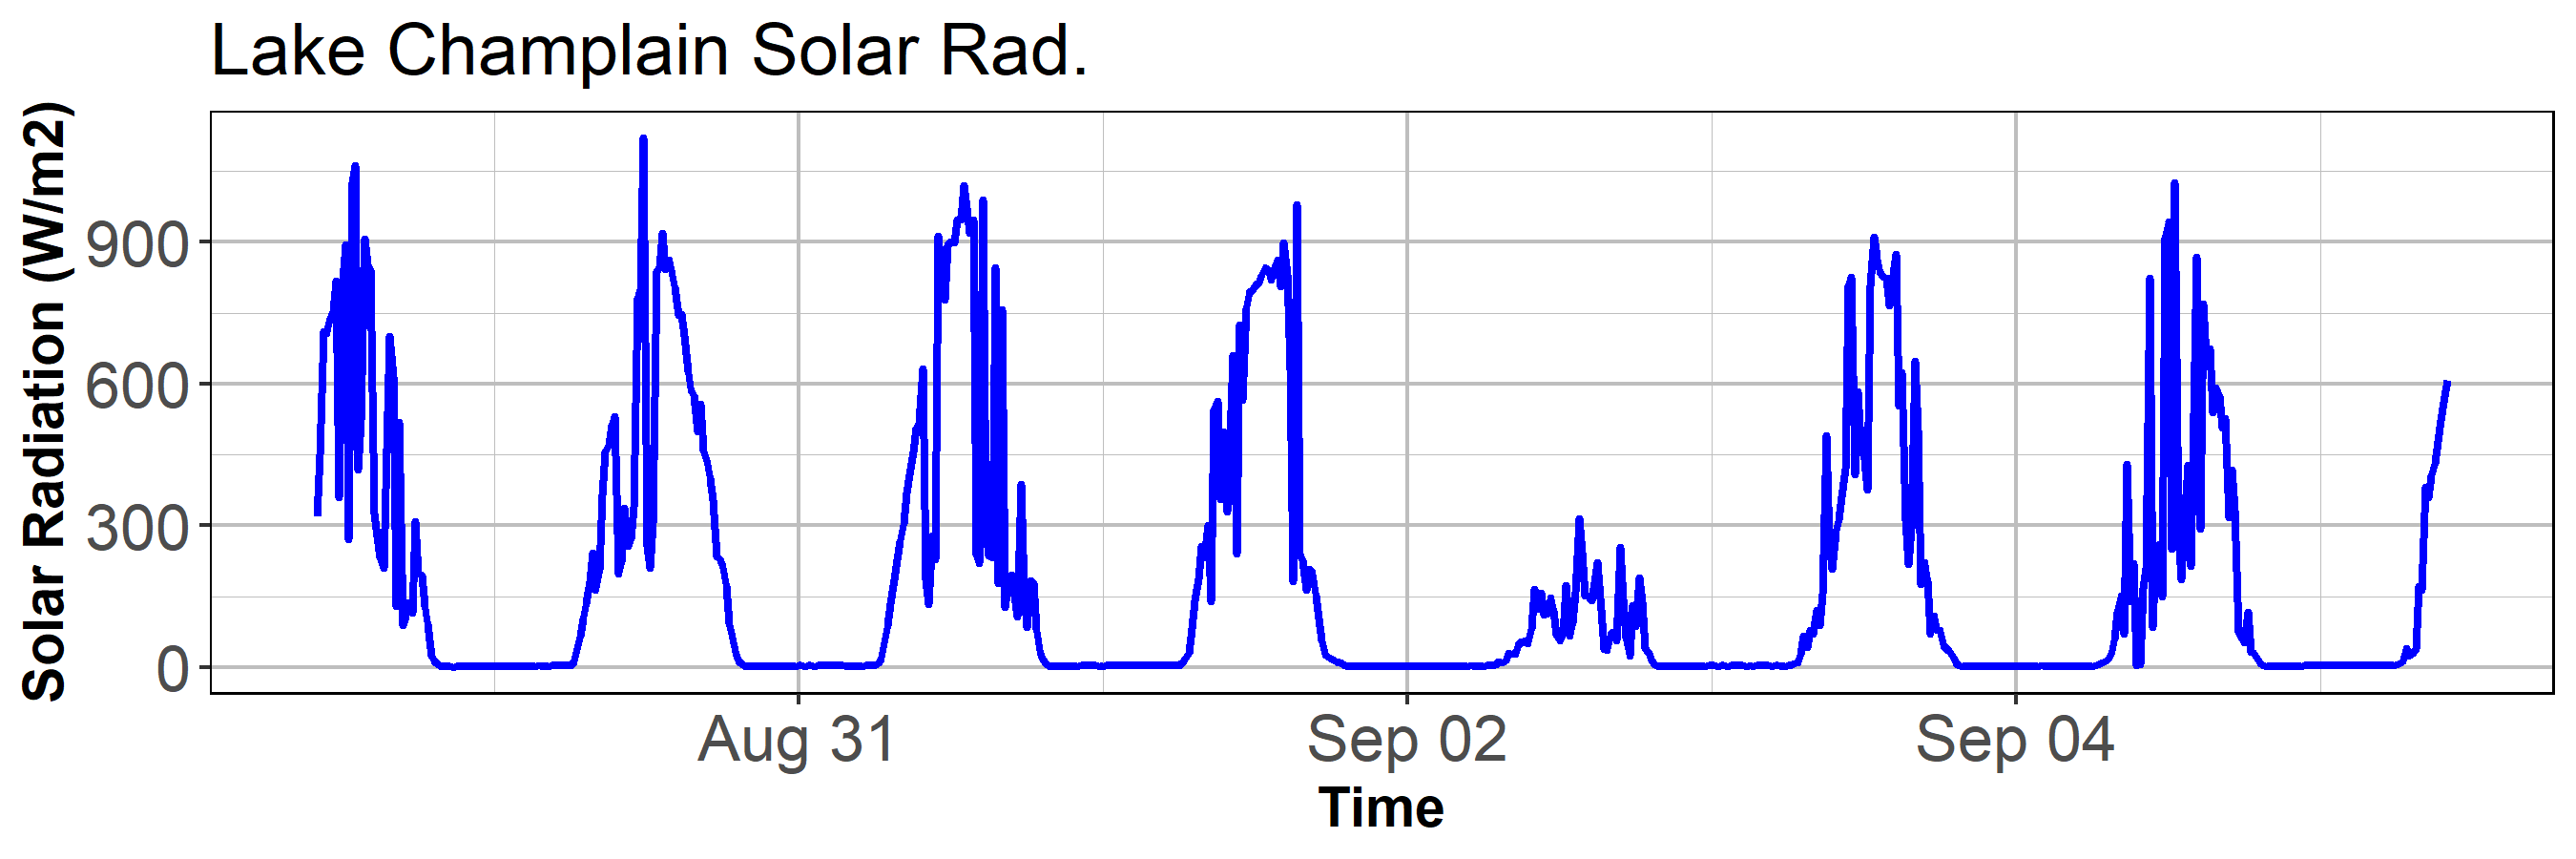 Lake Champlain Solar Rad.
Solar Radiation (W/m2)
900
600
300
0
Aug 31 Sep 02 Sep 04
Time